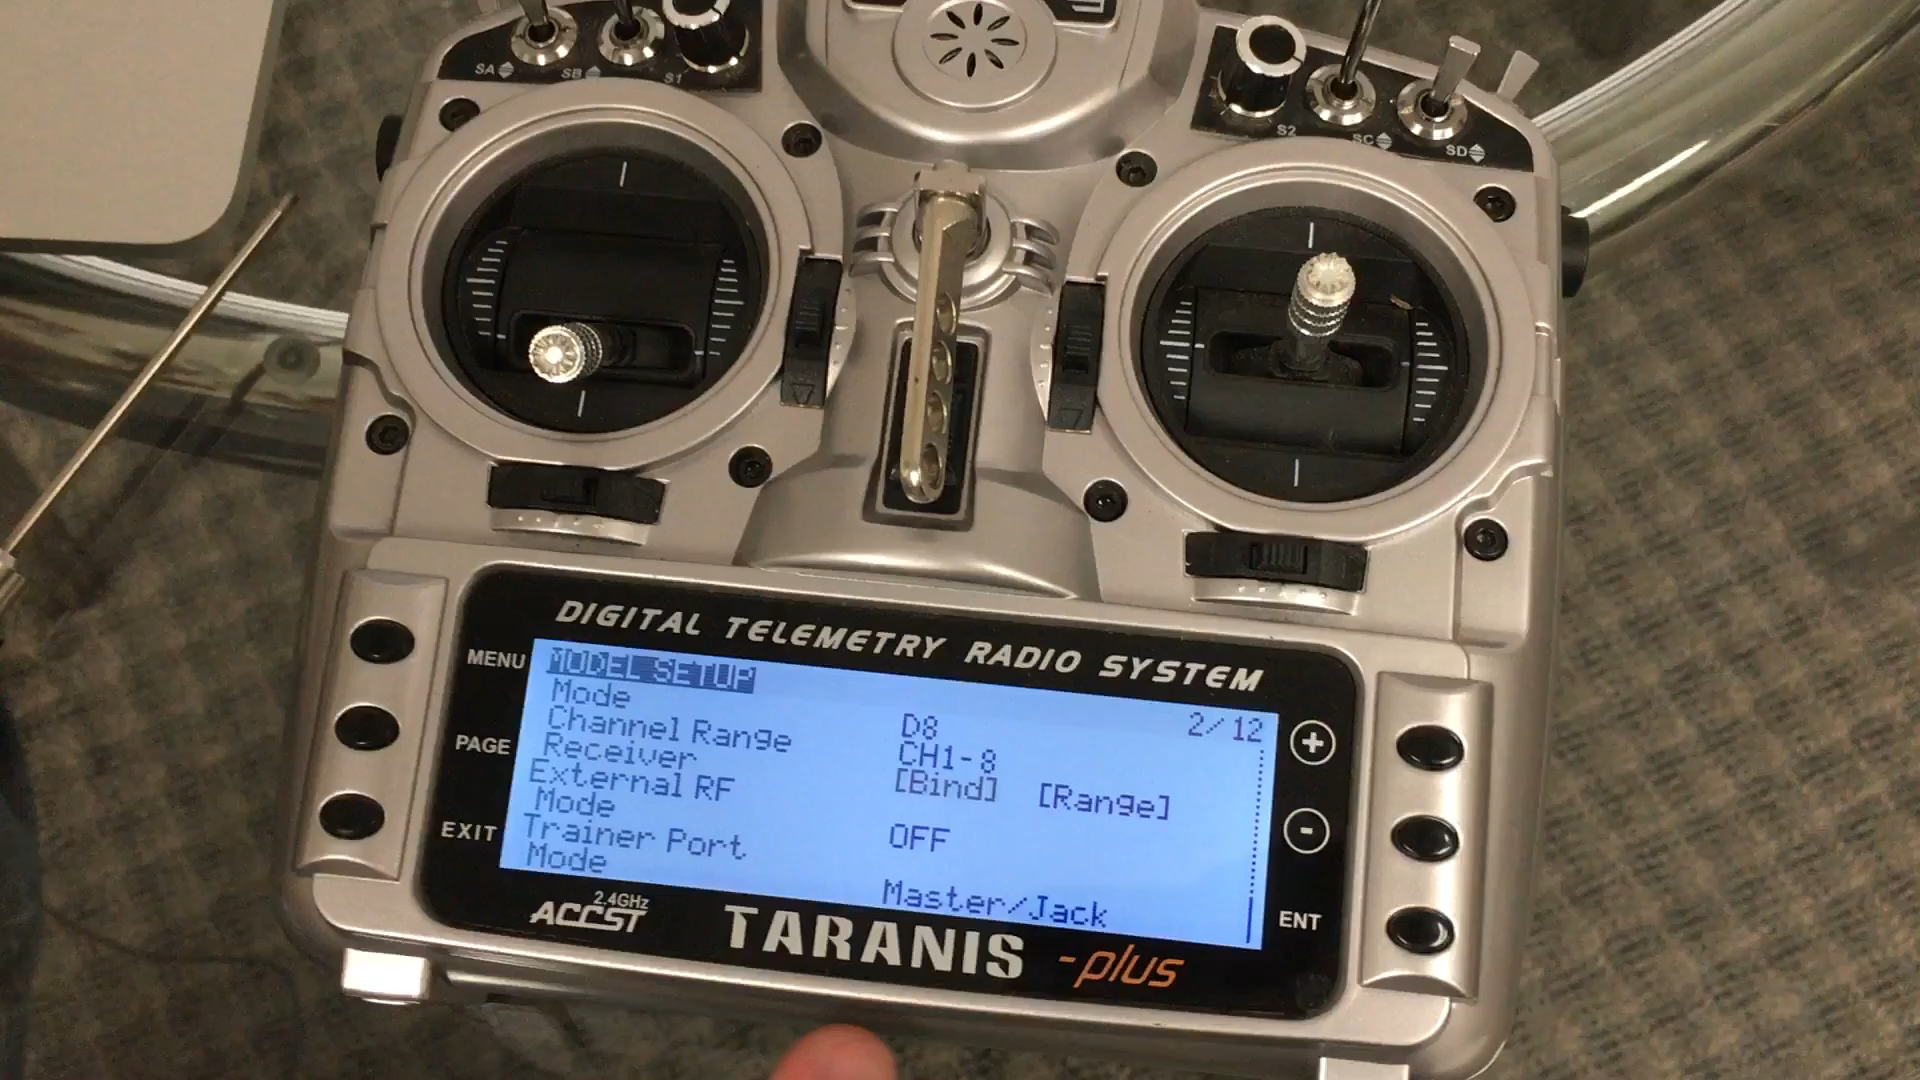 SA
SB
S1
S2
SC
SD
DIGITAL TELEMETRY RADIO SYSTEM
MENU
PAGE
EXIT
MODEL SETUP 2/12
Mode D8
Channel Range CH1-8
Receiver [Bind] [Range]
External RF
Mode OFF
Trainer Port
Mode Master/Jack
+
-
ENT
2.4GHz
ACCST
TARANIS -plus